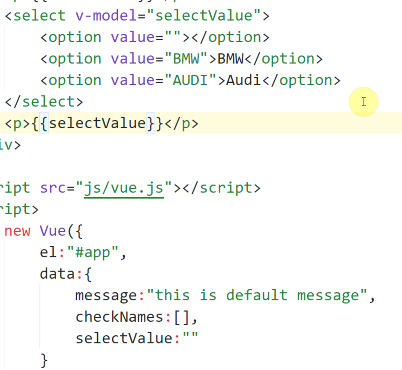 <select v-model="selectValue">
<option value=""></option>
<option value="BMW">BMW</option>
<option value="AUDI">Audi</option>
</select>
<p>{{selectValue}}</p>
iv>
ript src="js/vue.js"></script>
ript>
new Vue({
el:"#app",
data:{
message:"this is default message",
checkNames:[],
selectValue:""
}